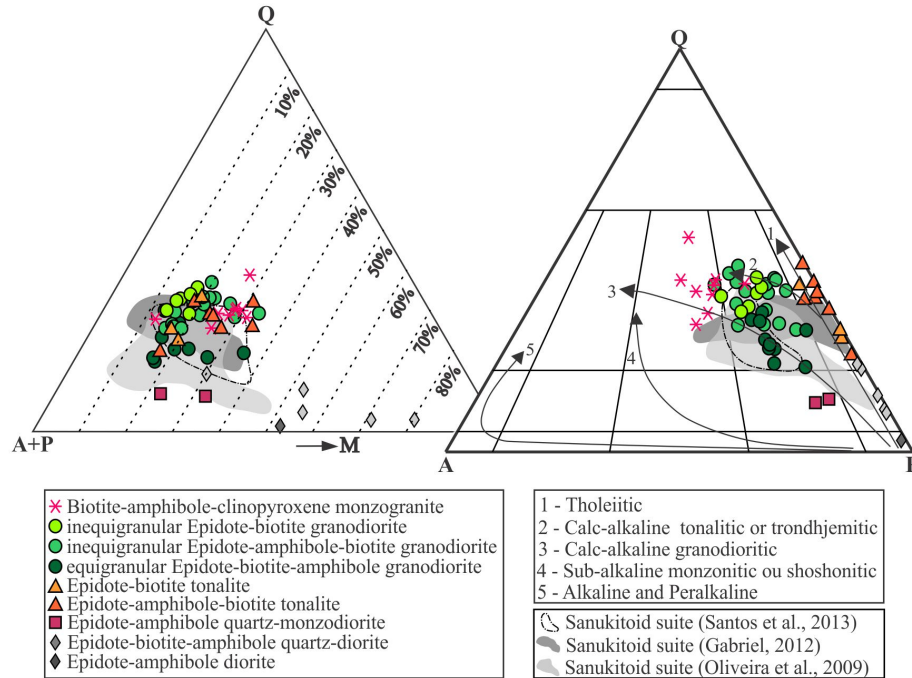 Q
10%
20%
30%
40%
50%
60%
70%
80%
A+P
M
Q
1
2
3
4
5
A
P
Biotite-amphibole-clinopyroxene monzogranite
inequigranular Epidote-biotite granodiorite
inequigranular Epidote-amphibole-biotite granodiorite
equigranular Epidote-biotite-amphibole granodiorite
Epidote-biotite tonalite
Epidote-amphibole-biotite tonalite
Epidote-amphibole quartz-monzodiorite
Epidote-biotite-amphibole quartz-diorite
Epidote-amphibole diorite
1 - Tholeiitic
2 - Calc-alkaline tonalitic or trondhjemitic
3 - Calc-alkaline granodioritic
4 - Sub-alkaline monzonitic ou shoshonitic
5 - Alkaline and Peralkaline
Sanukitoid suite (Santos et al., 2013)
Sanukitoid suite (Gabriel, 2012)
Sanukitoid suite (Oliveira et al., 2009)